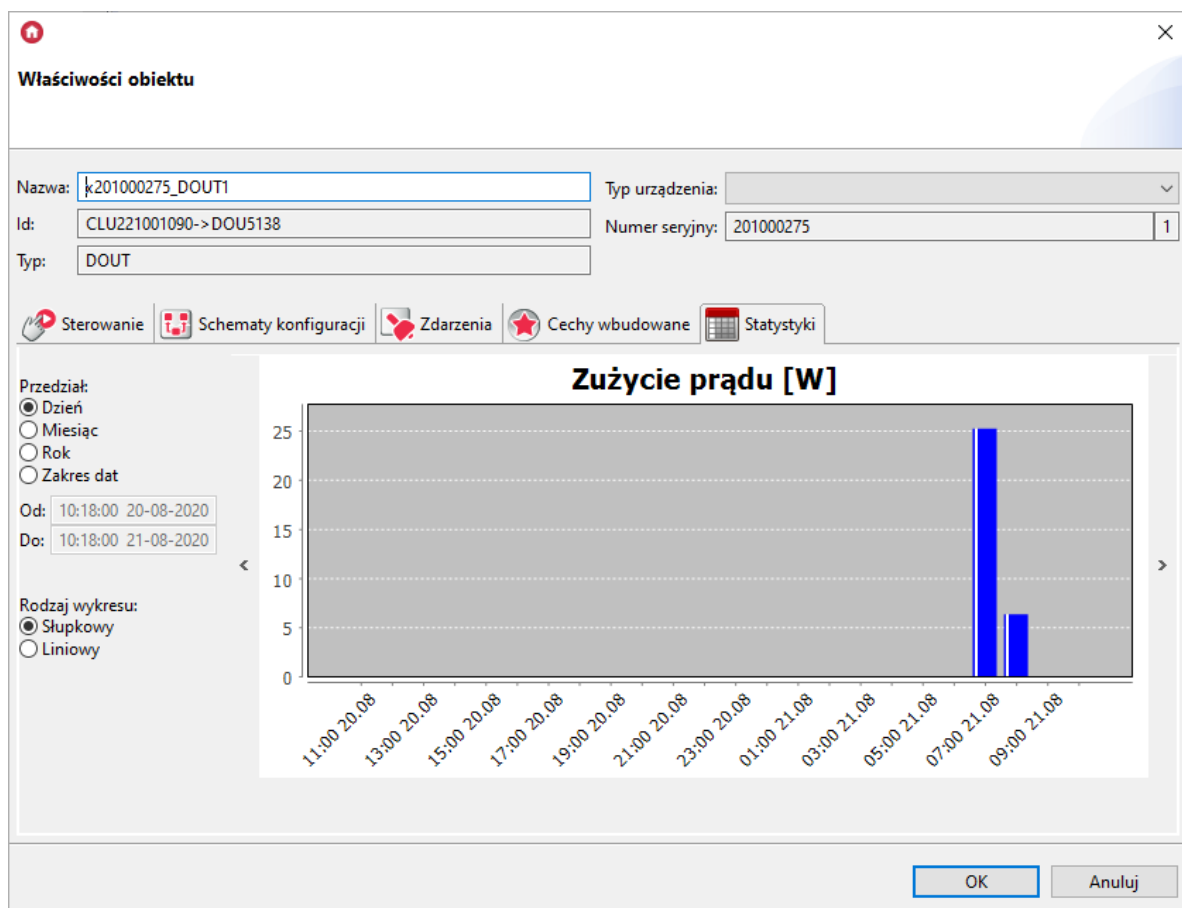 Właściwości obiektu
Nazwa: x201000275_DOUT1 Typ urządzenia:
Id: CLU221001090->DOU5138 Numer seryjny: 201000275 1
Typ: DOUT
Sterowanie Schematy konfiguracji Zdarzenia Cechy wbudowane Statystyki
Przedział:
Dzień
Miesiąc
Rok
Zakres dat
Od: 10:18:00 20-08-2020
Do: 10:18:00 21-08-2020
Rodzaj wykresu:
Słupkowy
Liniowy
<
Zużycie prądu [W]
25
20
15
10
5
0
11:00 20.08
13:00 20.08
15:00 20.08
17:00 20.08
19:00 20.08
21:00 20.08
23:00 20.08
01:00 21.08
03:00 21.08
05:00 21.08
07:00 21.08
09:00 21.08
>
OK Anuluj